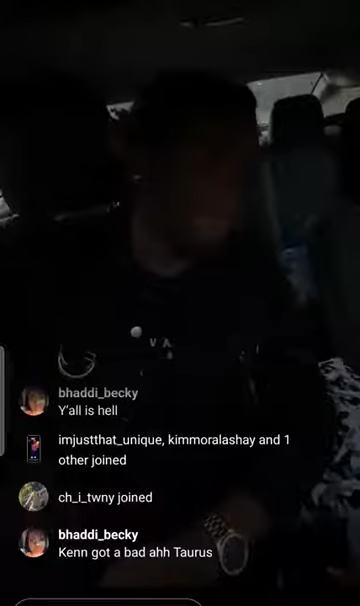 bhaddi_becky
Y'all is hell
imjustthat_unique, kimmoralashay and 1
other joined
ch_i_twny joined
bhaddi_becky
Kenn got a bad ahh Taurus